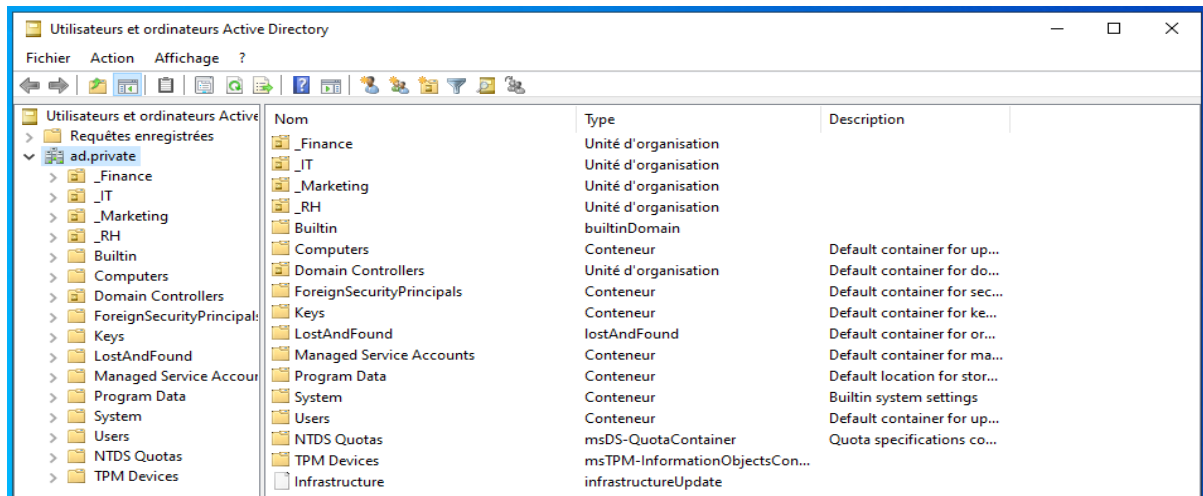 Utilisateurs et ordinateurs Active Directory
Fichier Action Affichage ?
Utilisateurs et ordinateurs Active
Requêtes enregistrées
ad.private
_Finance
_IT
_Marketing
_RH
Builtin
Computers
Domain Controllers
ForeignSecurityPrincipals
Keys
LostAndFound
Managed Service Accour
Program Data
System
Users
NTDS Quotas
TPM Devices
Nom Type Description
_Finance Unité d'organisation
_IT Unité d'organisation
_Marketing Unité d'organisation
_RH Unité d'organisation
Builtin builtinDomain
Computers Conteneur Default container for up...
Domain Controllers Unité d'organisation Default container for do...
ForeignSecurityPrincipals Conteneur Default container for sec...
Keys Conteneur Default container for ke...
LostAndFound lostAndFound Default container for or...
Managed Service Accounts Conteneur Default container for ma...
Program Data Conteneur Default location for stor...
System Conteneur Builtin system settings
Users Conteneur Default container for up...
NTDS Quotas msDS-QuotaContainer Quota specifications co...
TPM Devices msTPM-InformationObjectsCon...
Infrastructure infrastructureUpdate